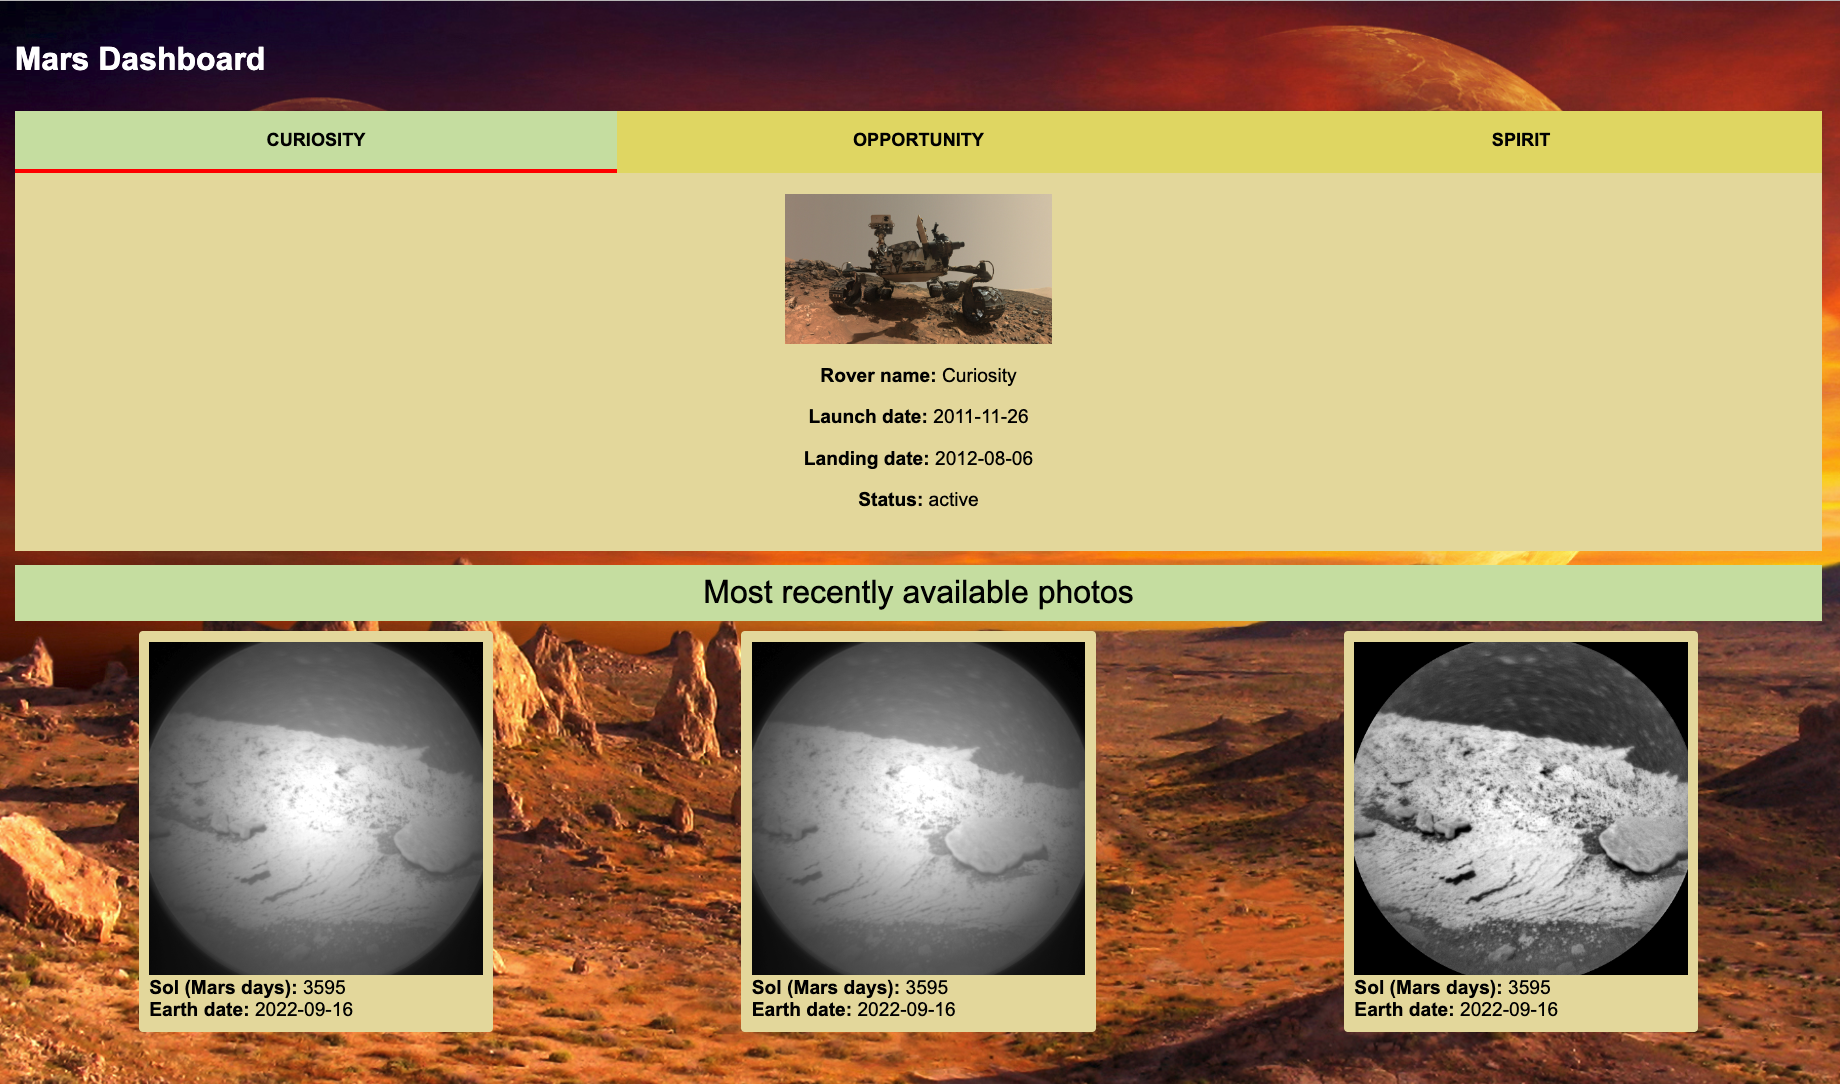 Mars Dashboard
CURIOSITY
OPPORTUNITY
SPIRIT
Rover name: Curiosity
Launch date: 2011-11-26
Landing date: 2012-08-06
Status: active
Most recently available photos
Sol (Mars days): 3595
Earth date: 2022-09-16
Sol (Mars days): 3595
Earth date: 2022-09-16
Sol (Mars days): 3595
Earth date: 2022-09-16